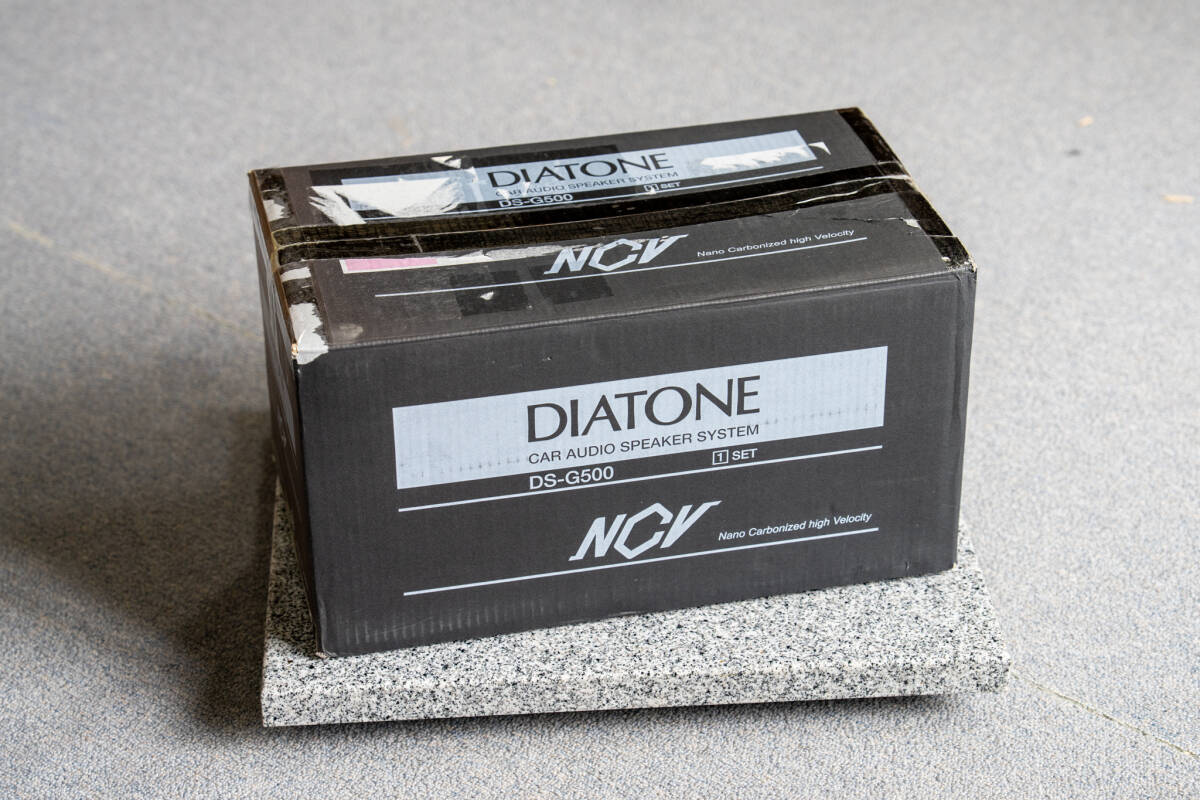 DIATONE
CAR AUDIO SPEAKER SYSTEM
DS-G500 1 SET
NCV Nano Carbonized high Velocity
DIATONE
CAR AUDIO SPEAKER SYSTEM
DS-G500 1 SET
NCV Nano Carbonized high Velocity